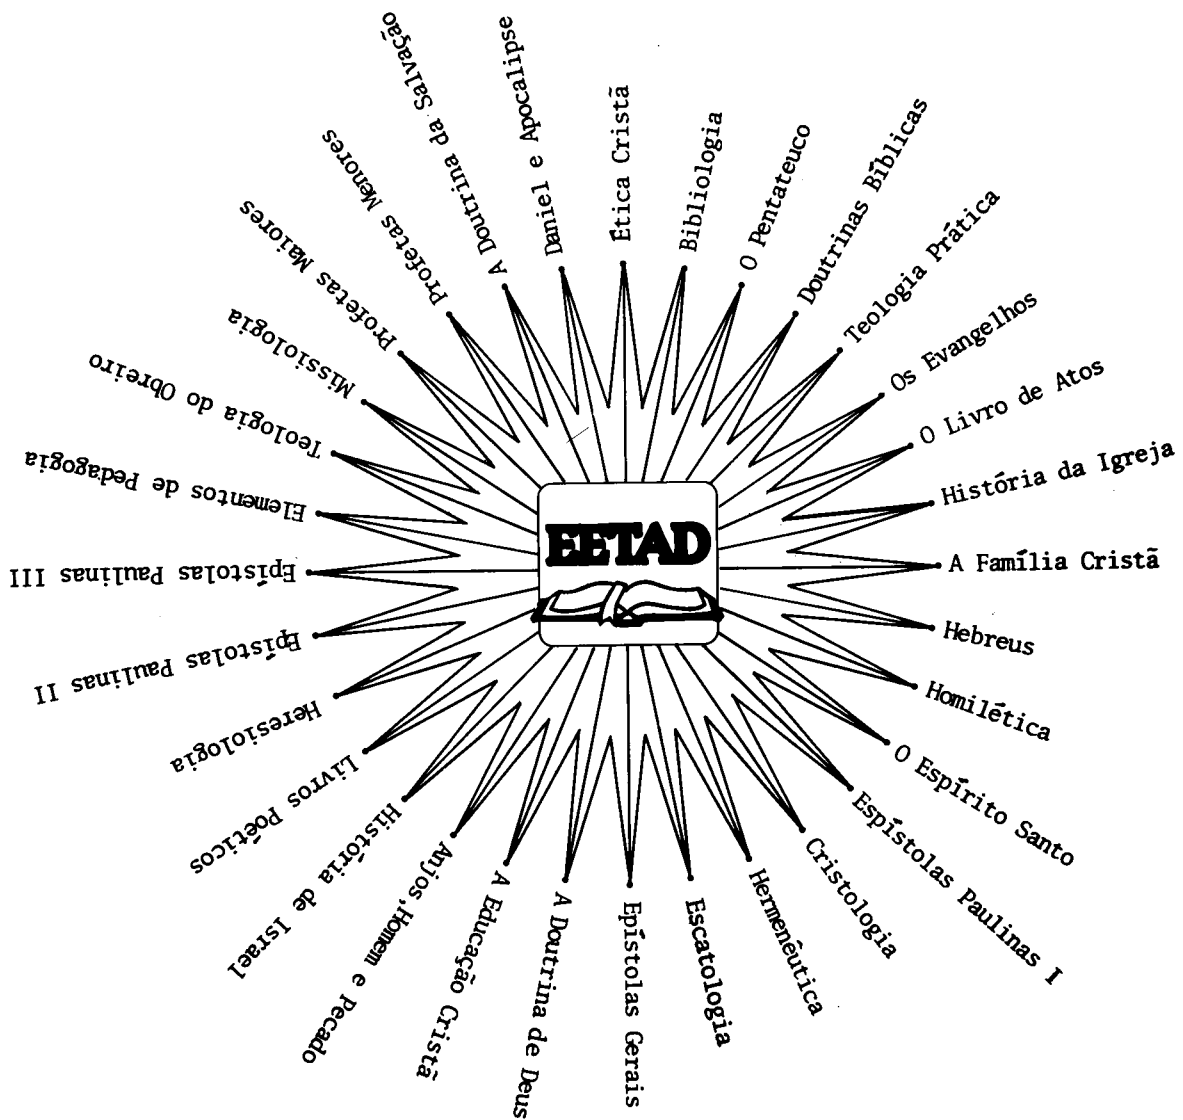 Ética Cristã
Bibliologia
O Pentateuco
Doutrinas Bíblicas
Teologia Prática
Os Evangelhos
O Livro de Atos
História da Igreja
A Família Cristã
Hebreus
Homilética
O Espírito Santo
Espístolas Paulinas I
Cristologia
Hermenêutica
Escatologia
Epístolas Gerais
A Doutrina de Deus
A Educação Cristã
Anjos,Homem e Pecado
História de Israel
Livros Poéticos
Heresiologia
Epístolas Paulinas II
Epístolas Paulinas III
Elementos de Pedagogia
Teologia do Obreiro
Missiologia
Profetas Maiores
Profetas Menores
A Doutrina da Salvação
Daniel e Apocalipse
EETAD